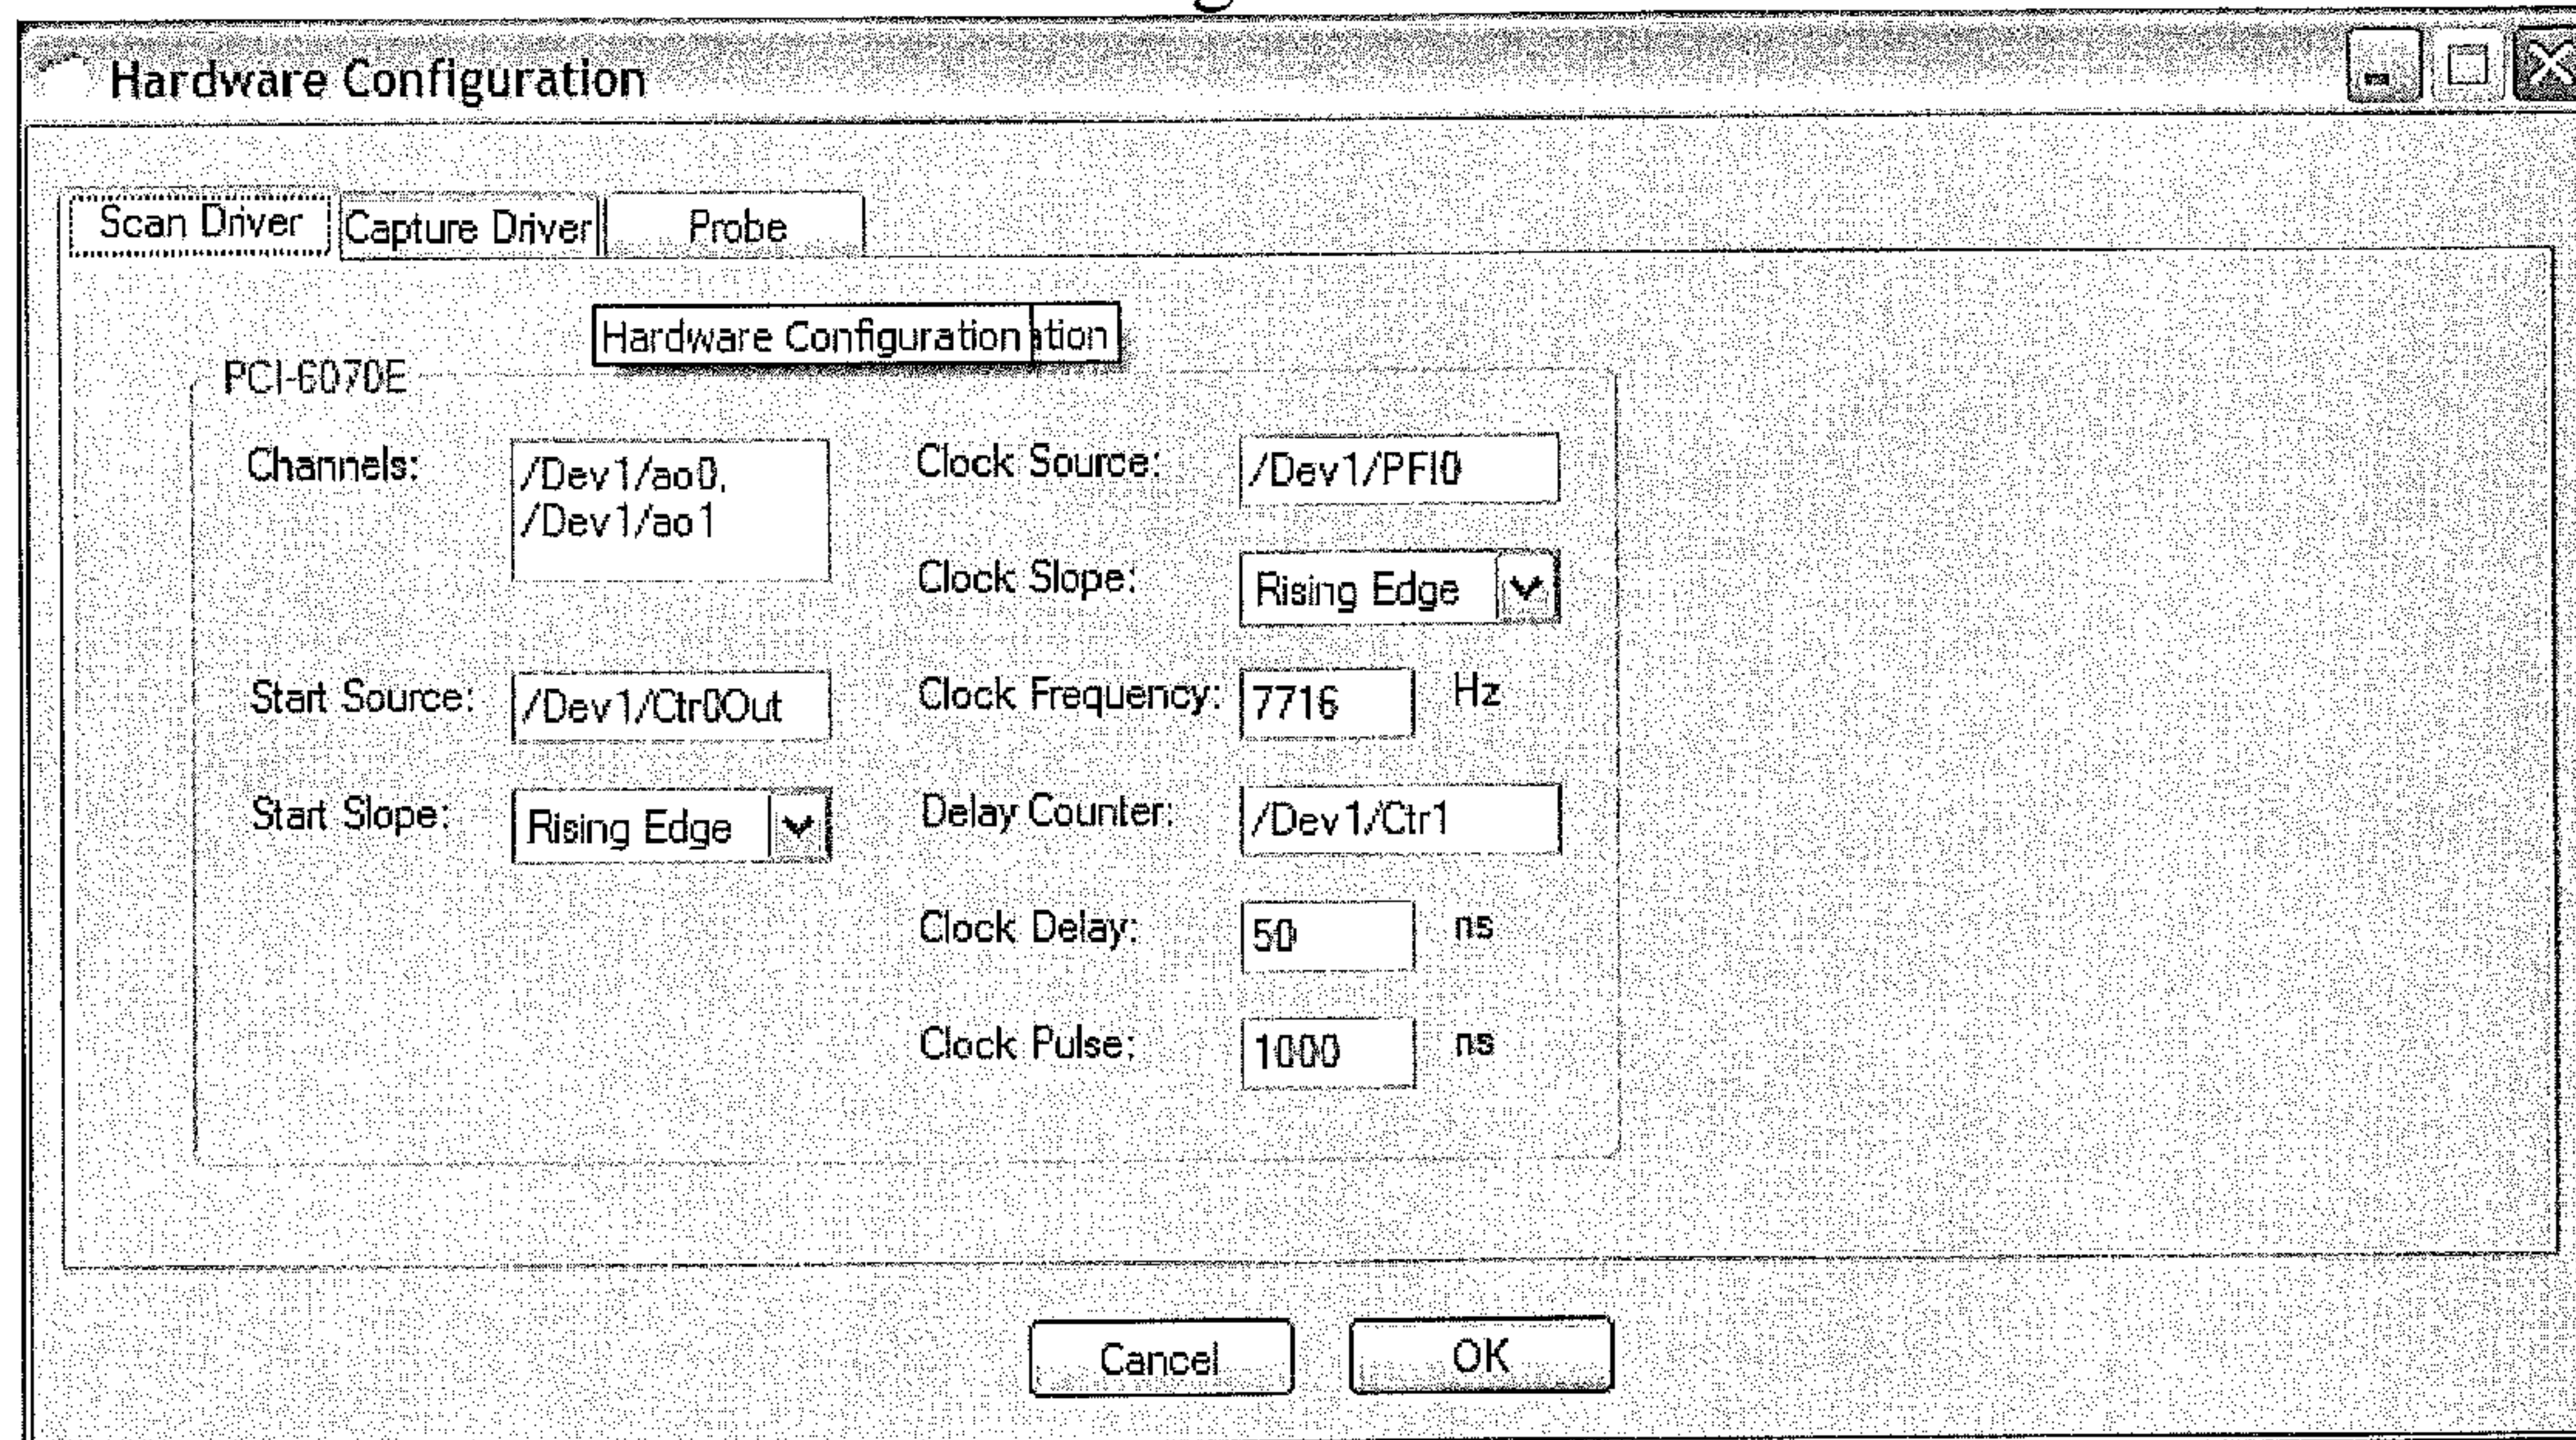 Hardware Configuration
Scan Driver Capture Driver Probe
Hardware Configuration ation
PCI-6070E
Channels: /Dev1/ao0,
/Dev1/ao1
Clock Source: /Dev1/PFI0
Clock Slope: Rising Edge
Start Source: /Dev1/Ctr0Out
Clock Frequency: 7716 Hz
Start Slope: Rising Edge
Delay Counter: /Dev1/Ctr1
Clock Delay: 50 ns
Clock Pulse: 1000 ns
Cancel OK